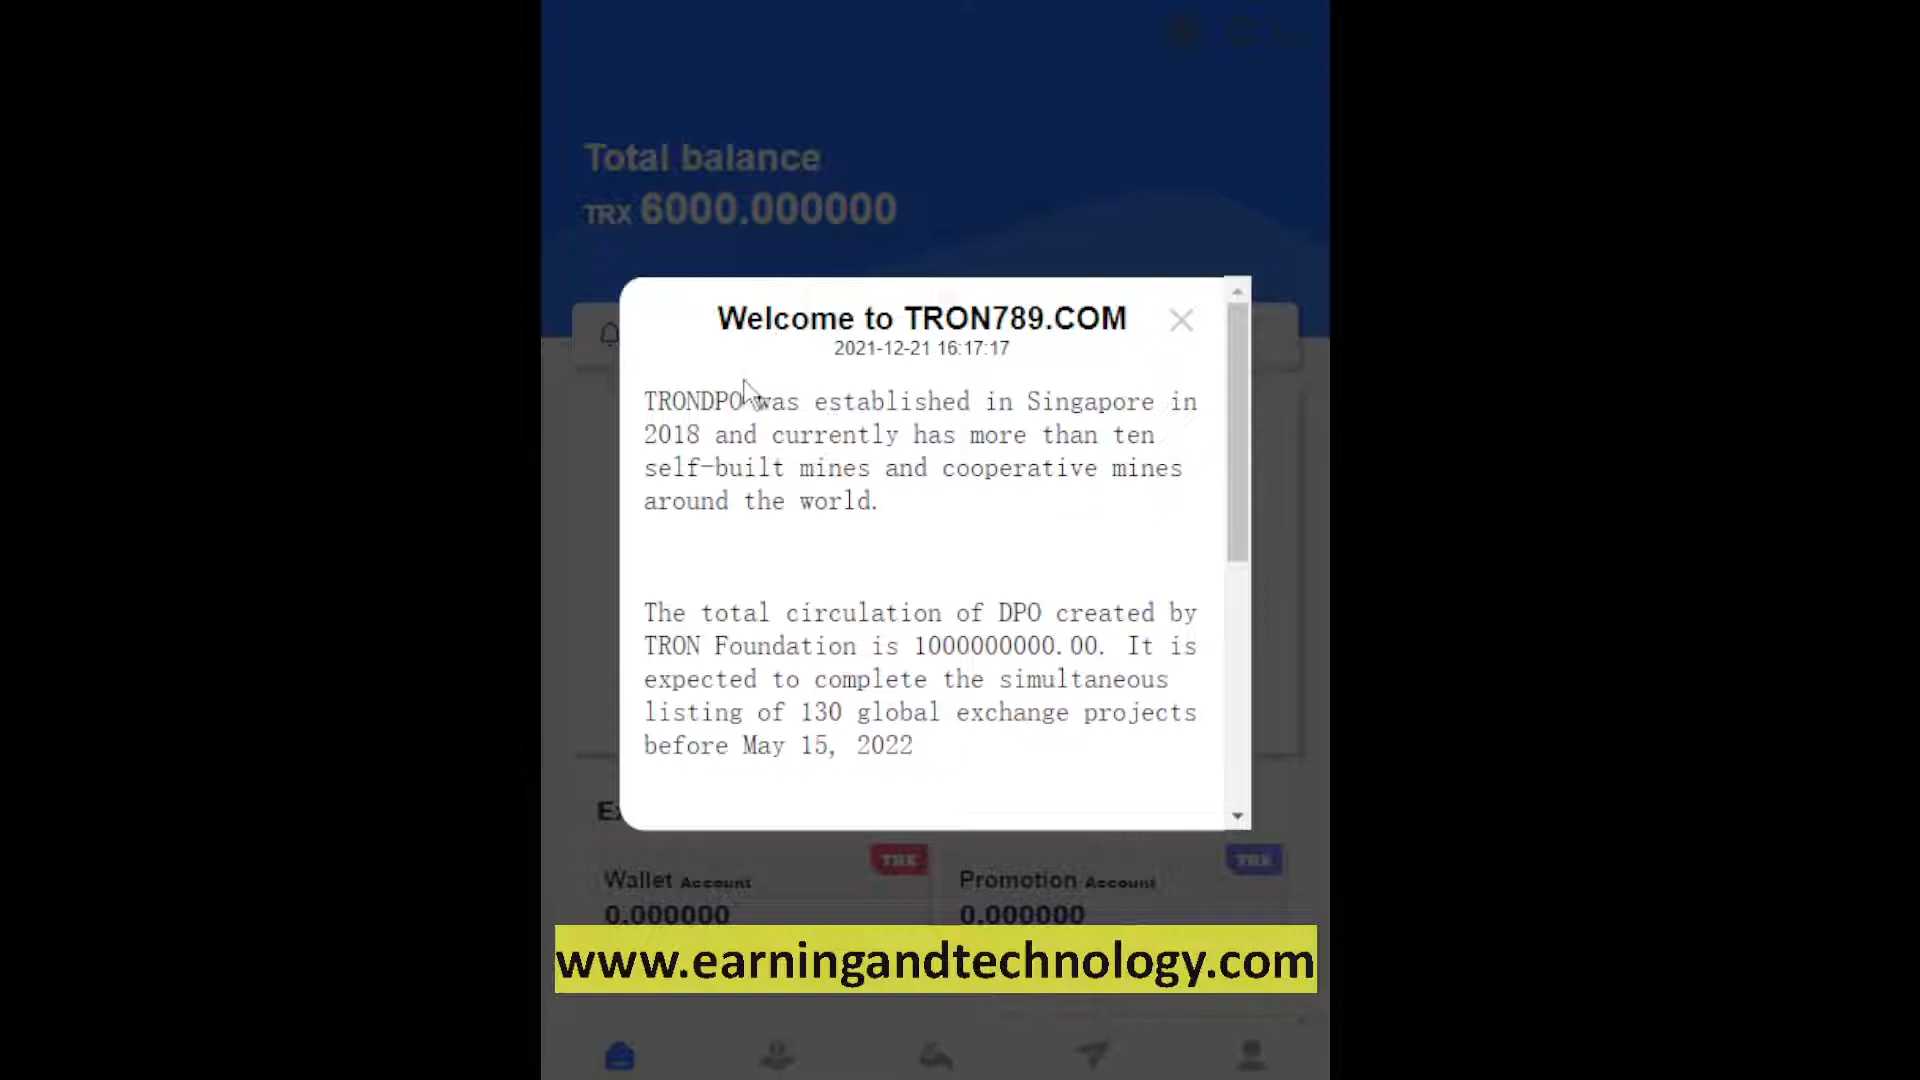 Total balance
TRX 6000.000000
Welcome to TRON789.COM
2021-12-21 16:17:17
TRONDPO was established in Singapore in
2018 and currently has more than ten
self-built mines and cooperative mines
around the world.
The total circulation of DPO created by
TRON Foundation is 1000000000.00. It is
expected to complete the simultaneous
listing of 130 global exchange projects
before May 15, 2022
TRX
TRX
Wallet Account
Promotion Account
0.000000
0.000000
www.earningandtechnology.com